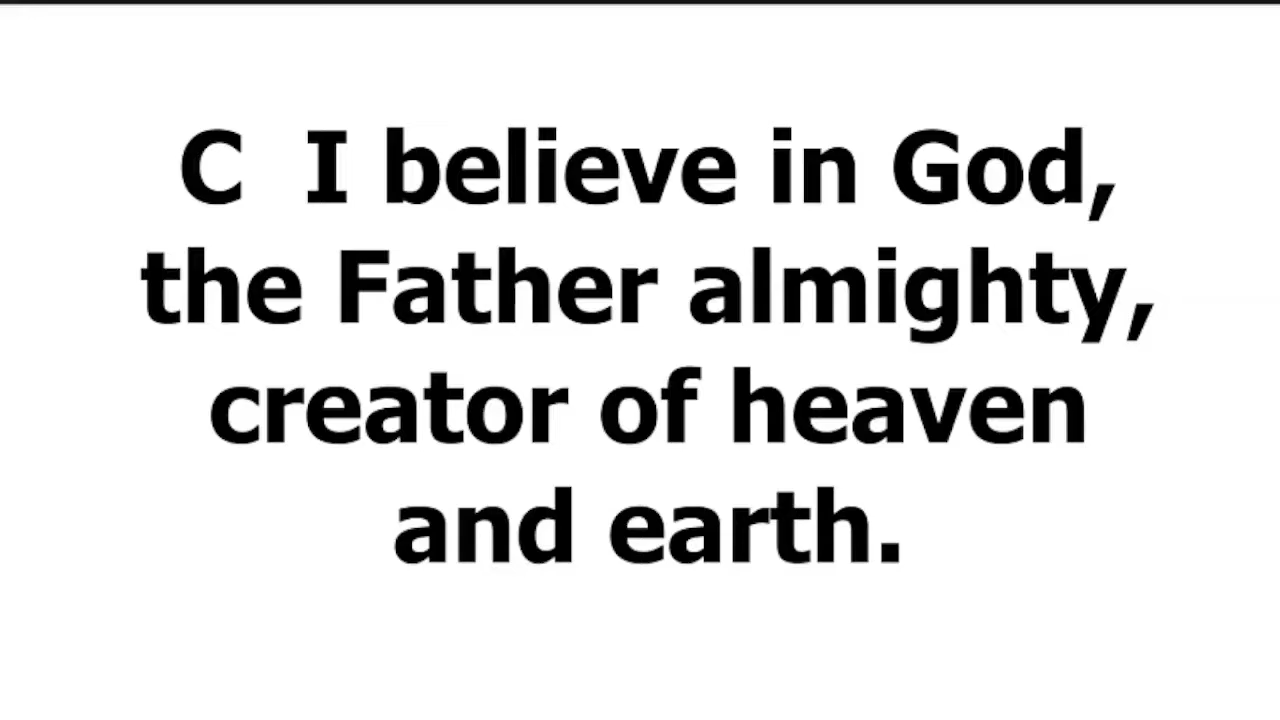 C  I believe in God,
the Father almighty,
creator of heaven
and earth.